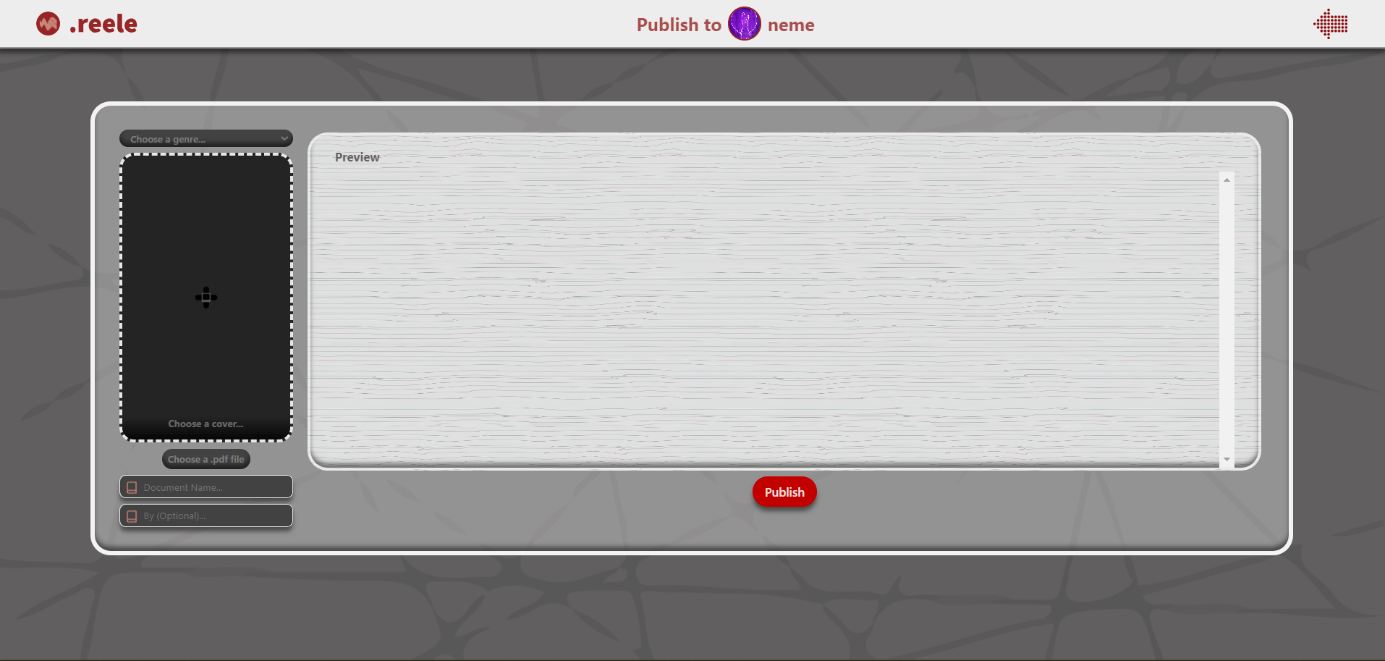 .reele
Publish to neme
Choose a genre...
Preview
Choose a cover...
Choose a .pdf file
Document Name...
By (Optional)...
Publish